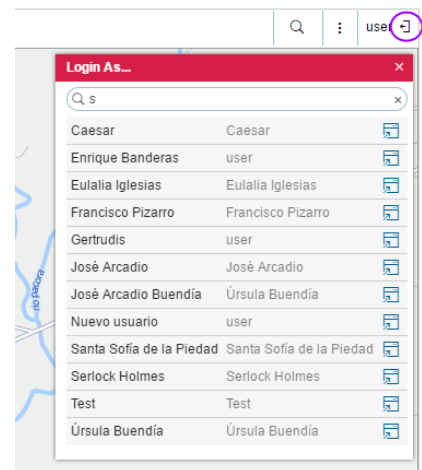 user
Login As...
s
Caesar Caesar
Enrique Banderas user
Eulalia Iglesias Eulalia Iglesias
Francisco Pizarro Francisco Pizarro
Gertrudis user
José Arcadio José Arcadio
José Arcadio Buendía Úrsula Buendía
Nuevo usuario user
Santa Sofía de la Piedad Santa Sofía de la Piedad
Serlock Holmes Serlock Holmes
Test Test
Úrsula Buendía Úrsula Buendía
río pacora